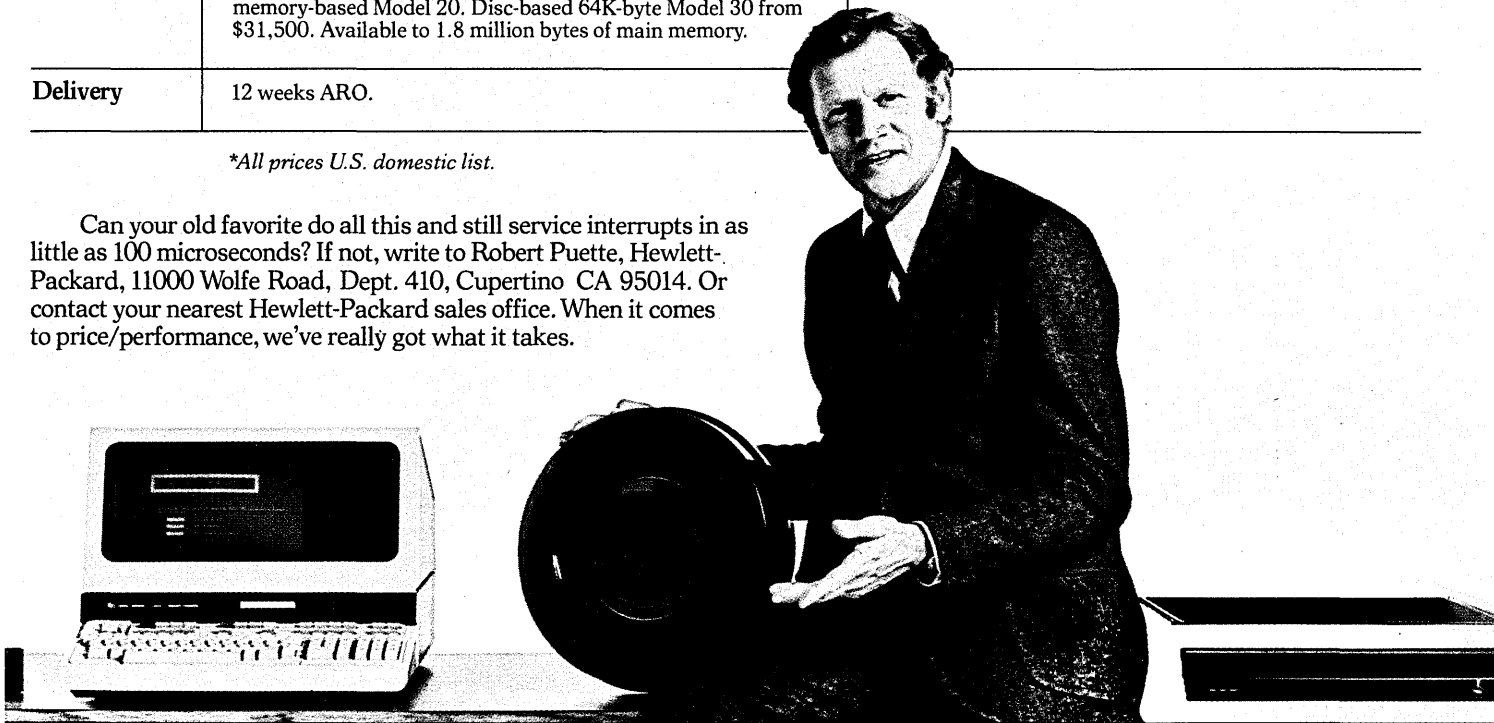 memory-based Model 20. Disc-based 64K-byte Model 30 from
$31,500. Available to 1.8 million bytes of main memory.
Delivery
12 weeks ARO.
*All prices U.S. domestic list.
Can your old favorite do all this and still service interrupts in as
little as 100 microseconds? If not, write to Robert Puette, Hewlett-
Packard, 11000 Wolfe Road, Dept. 410, Cupertino CA 95014. Or
contact your nearest Hewlett-Packard sales office. When it comes
to price/performance, we've really got what it takes.